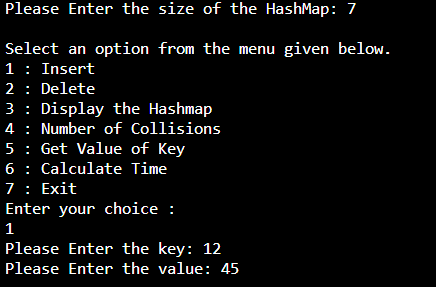 Please Enter the size of the HashMap: 7
Select an option from the menu given below.
1 : Insert
2 : Delete
3 : Display the Hashmap
4 : Number of Collisions
5 : Get Value of Key
6 : Calculate Time
7 : Exit
Enter your choice :
1
Please Enter the key: 12
Please Enter the value: 45